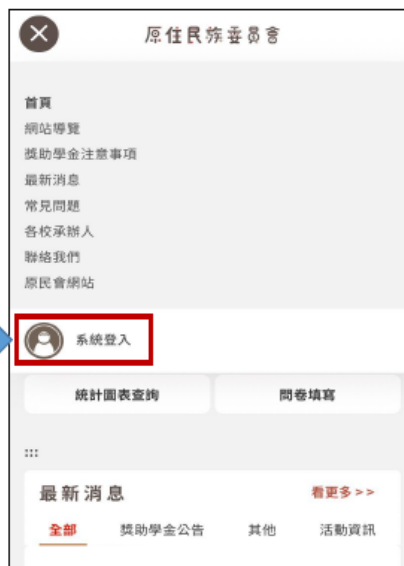 原住民族委員會
首頁
網站導覽
獎助學金注意事項
最新消息
常見問題
各校承辦人
聯絡我們
原民會網站
系統登入
統計圖表查詢 問卷填寫
:::
最新消息 看更多>>
全部 獎助學金公告 其他 活動資訊